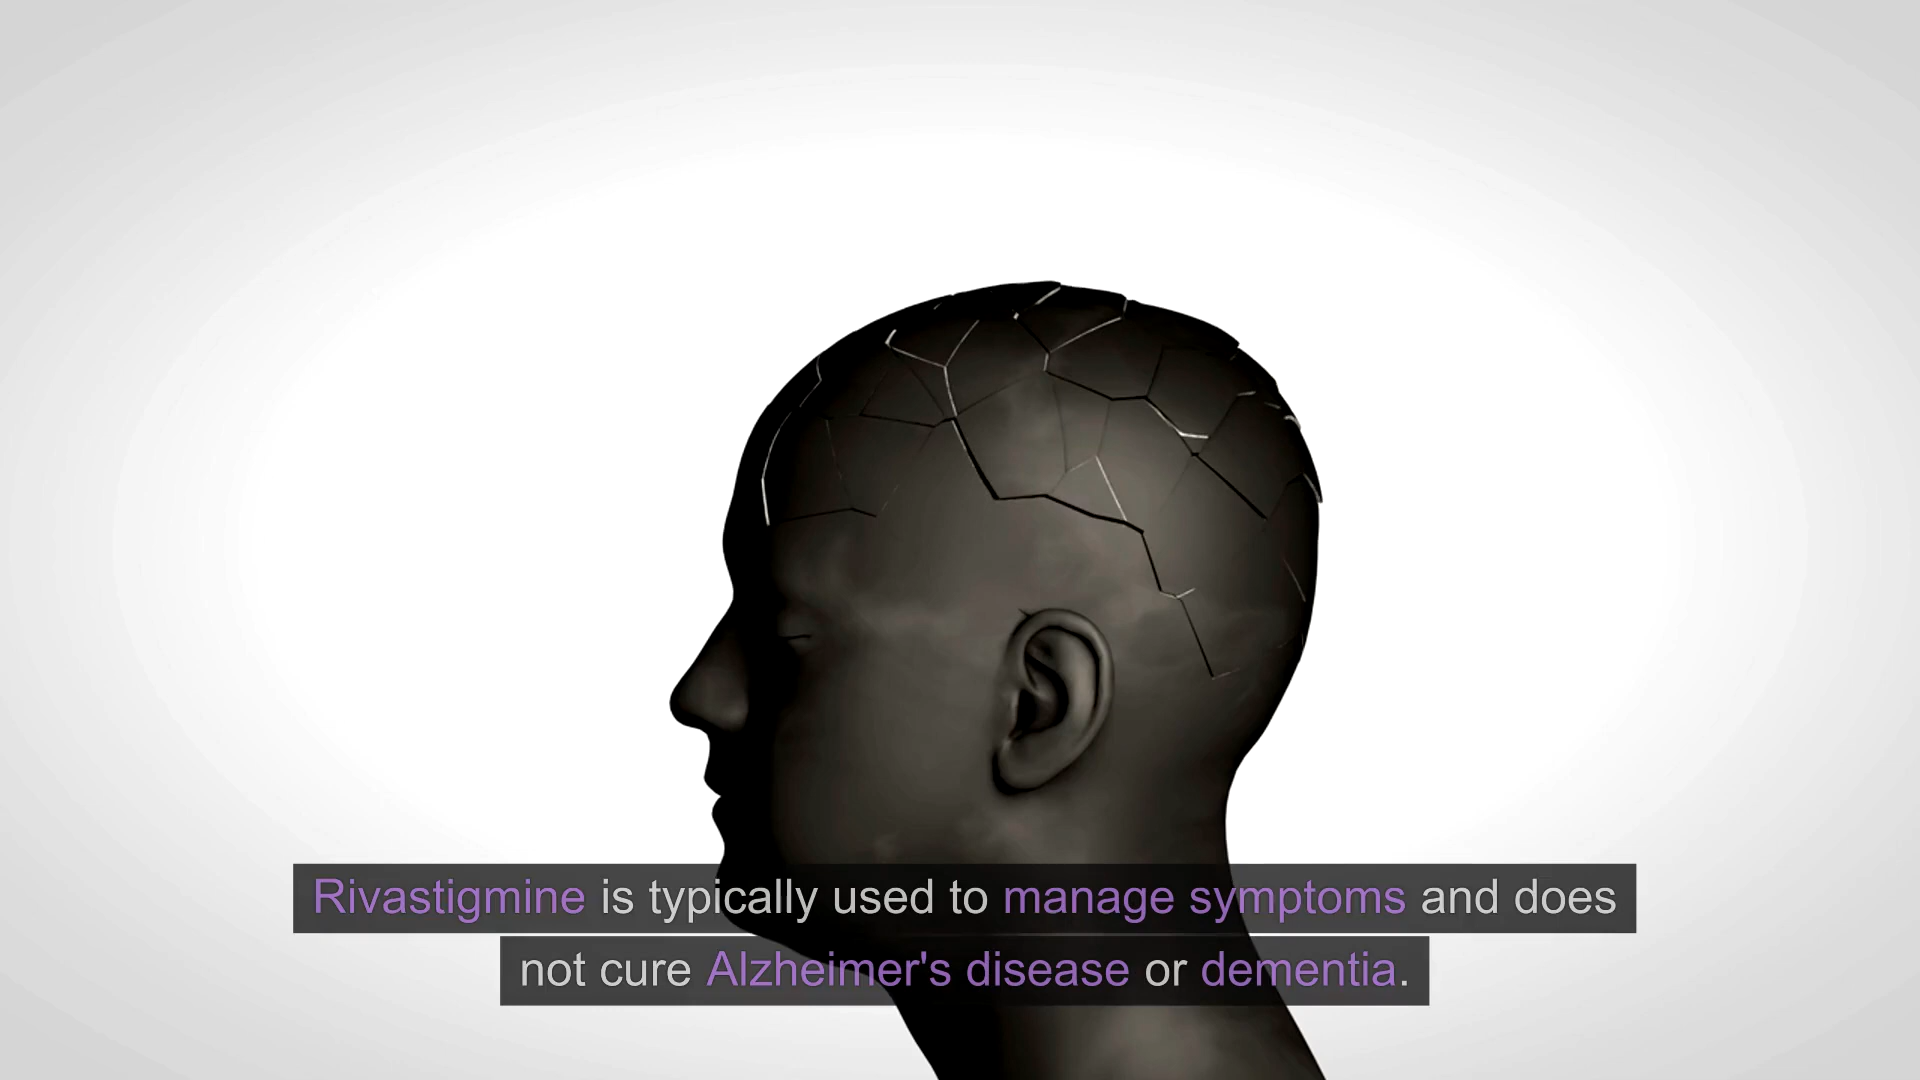 Rivastigmine is typically used to manage symptoms and does
not cure Alzheimer's disease or dementia.